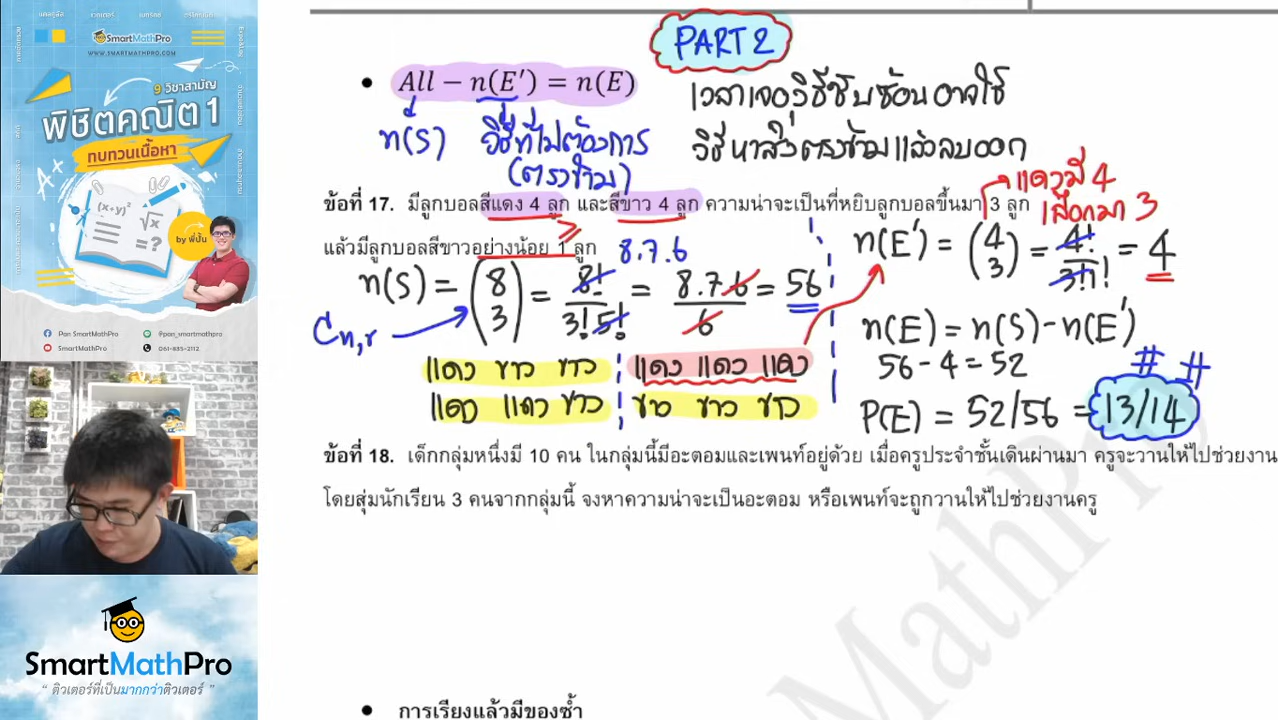 SmartMathPro
WWW.SMARTMATHPRO.COM
9 วิชาสามัญ
พิชิตคณิต 1
ทบทวนเนื้อหา
A+
(x+y)²
√x
÷ =?
by พี่ปั้น
Pan SmartMathPro
@pan_smartmathpro
SmartMathPro
061-835-2112
SmartMathPro
" ติวเตอร์ที่เป็นมากกว่าติวเตอร์ "
PART 2
• All − n(E′) = n(E)
n(S) วิธีที่ไม่ต้องการ
(ตรงข้าม)
เวลาเจอวิธีซับซ้อนอาจใช้
วิธีหาสิ่งตรงข้ามแล้วลบออก
ข้อที่ 17. มีลูกบอลสีแดง 4 ลูก และสีขาว 4 ลูก ความน่าจะเป็นที่หยิบลูกบอลขึ้นมา 3 ลูก
แล้วมีลูกบอลสีขาวอย่างน้อย 1 ลูก
≥
8.7.6
แดงมี 4
เลือกมา 3
n(S) = (8 3) = 8!/3!5! = 8.7.6/6 = 56
C n,r
แดง ขาว ขาว
แดง แดง ขาว
แดง แดง แดง
ขาว ขาว ขาว
n(E′) = (4 3) = 4!/3!1! = 4
n(E) = n(S) − n(E′)
56 − 4 = 52
# #
P(E) = 52/56 = 13/14
ข้อที่ 18. เด็กกลุ่มหนึ่งมี 10 คน ในกลุ่มนี้มีอะตอมและเพนท์อยู่ด้วย เมื่อครูประจำชั้นเดินผ่านมา ครูจะวานให้ไปช่วยงาน
โดยสุ่มนักเรียน 3 คนจากกลุ่มนี้ จงหาความน่าจะเป็นอะตอม หรือเพนท์จะถูกวานให้ไปช่วยงานครู
MathPro
• การเรียงแล้วมีของซ้ำ